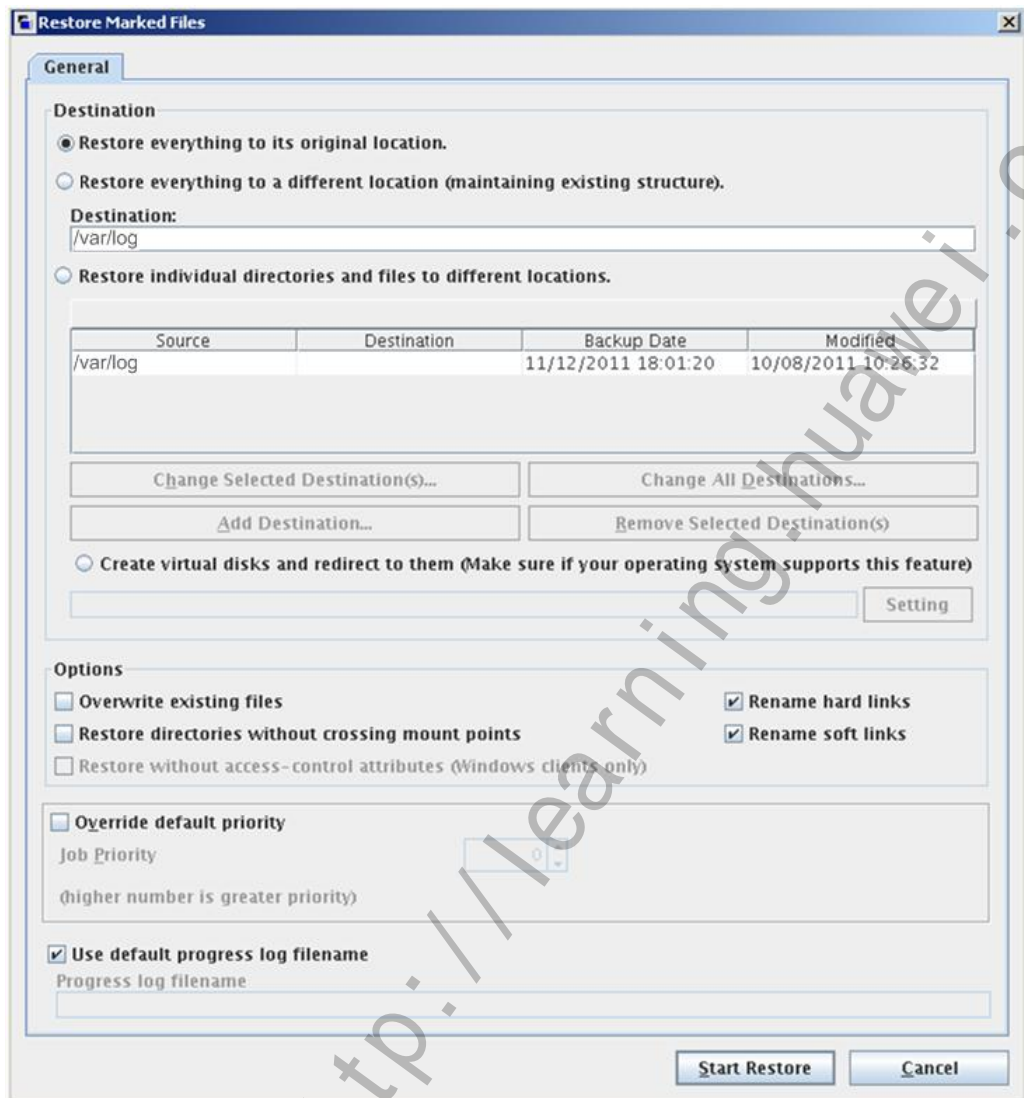 Restore Marked Files
General
Destination
Restore everything to its original location.
Restore everything to a different location (maintaining existing structure).
Destination:
/var/log
Restore individual directories and files to different locations.
Source Destination Backup Date Modified
/var/log 11/12/2011 18:01:20 10/08/2011 10:26:32
Change Selected Destination(s)... Change All Destinations...
Add Destination... Remove Selected Destination(s)
Create virtual disks and redirect to them (Make sure if your operating system supports this feature)
Setting
Options
Overwrite existing files Rename hard links
Restore directories without crossing mount points Rename soft links
Restore without access-control attributes (Windows clients only)
Override default priority
Job Priority 0
(higher number is greater priority)
Use default progress log filename
Progress log filename
Start Restore Cancel
tp://learning.huawei.c